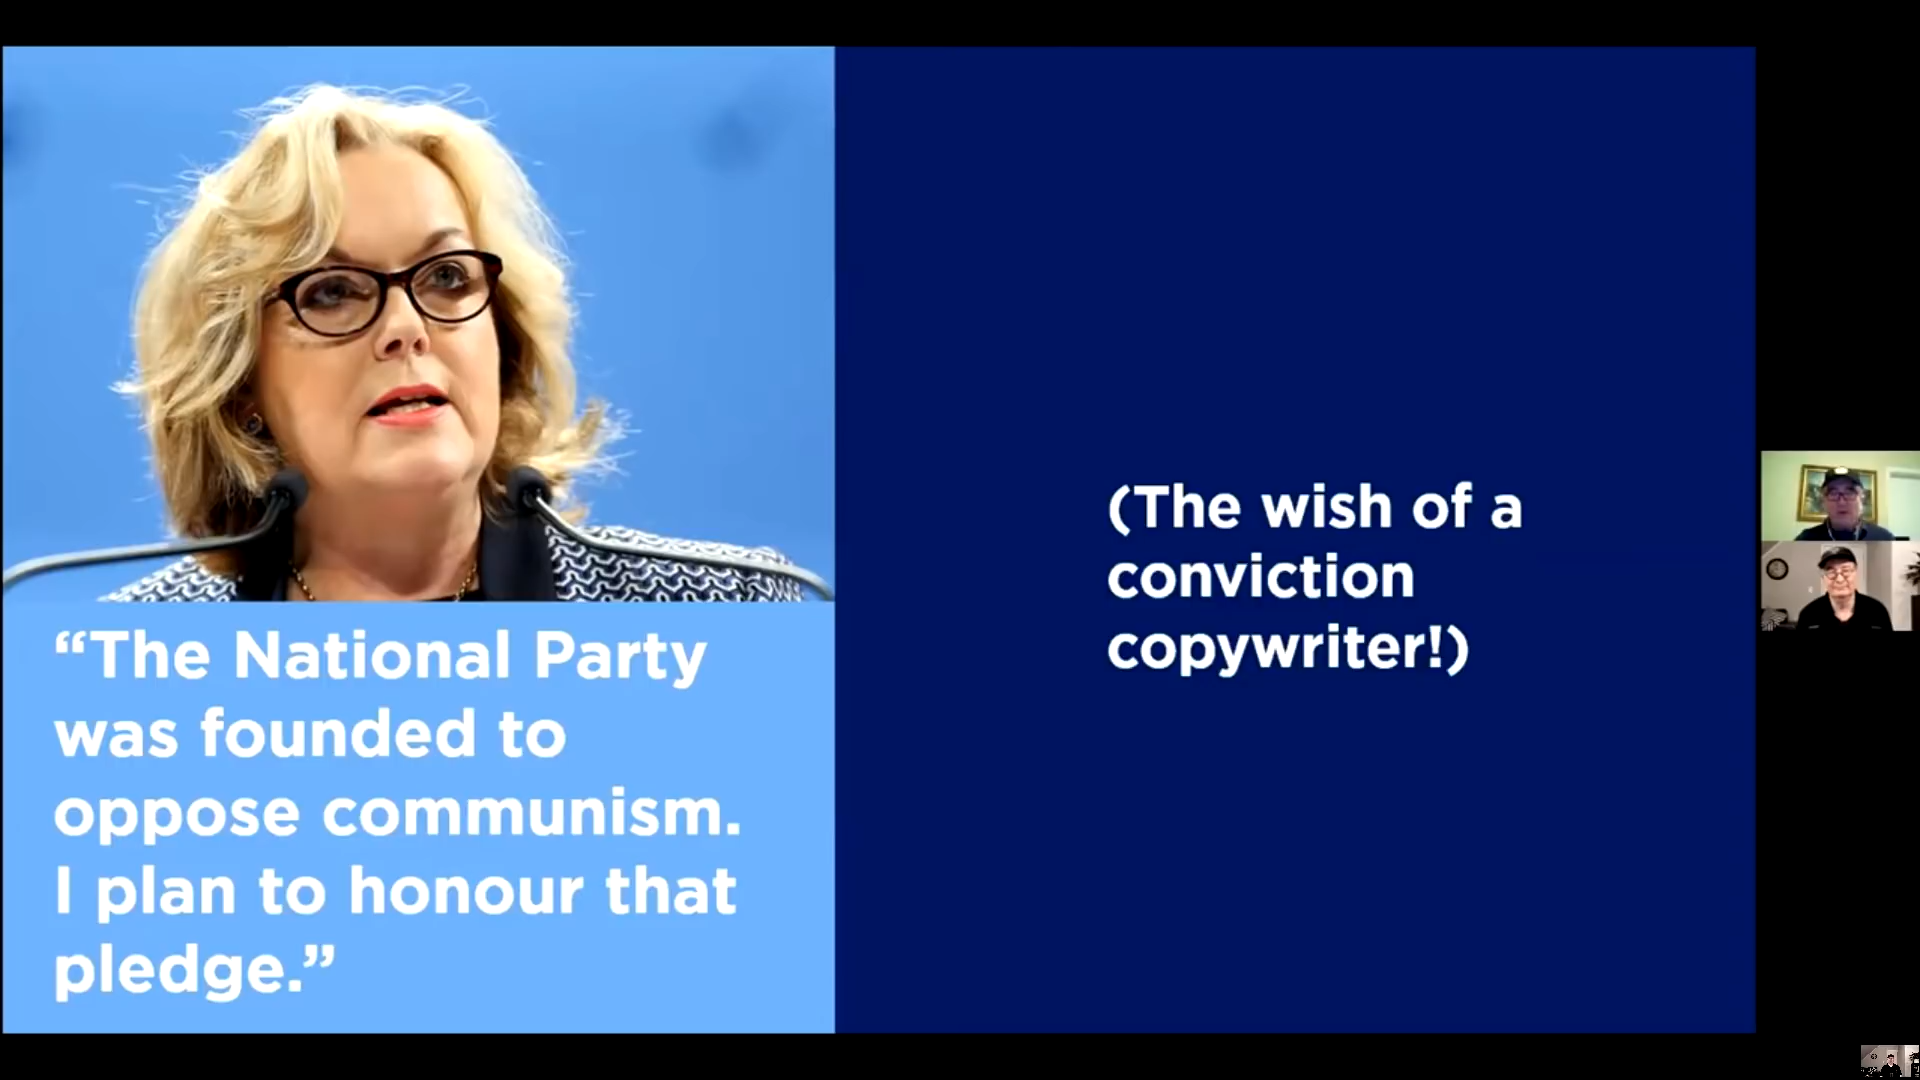 “The National Party
was founded to
oppose communism.
I plan to honour that
pledge.”
(The wish of a
conviction
copywriter!)